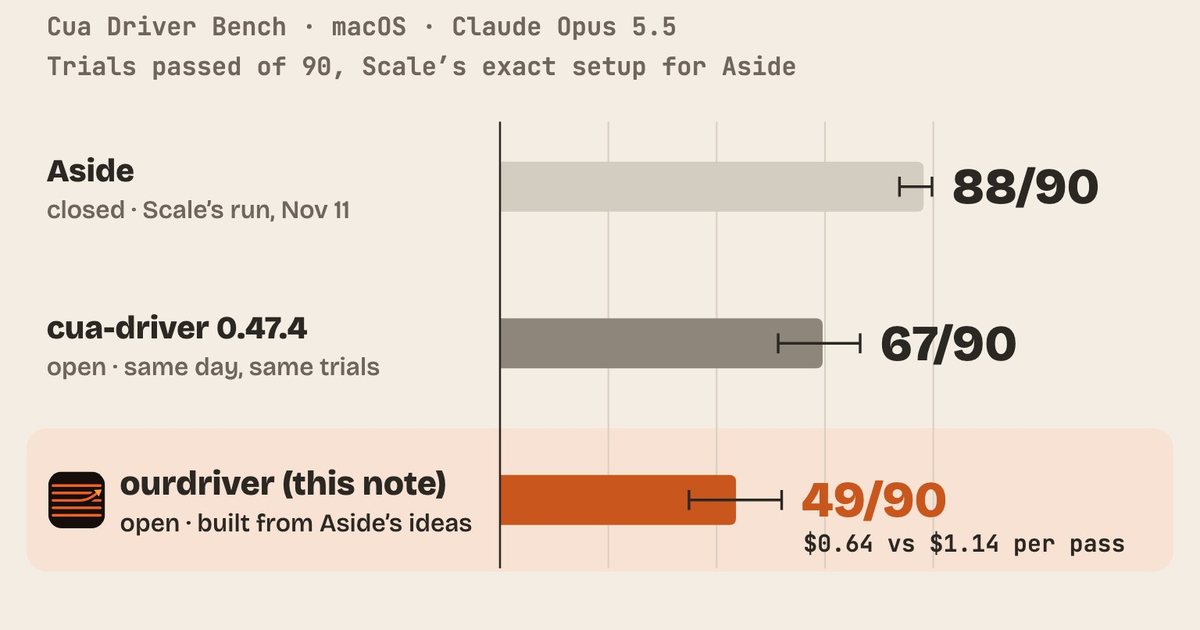 Cua Driver Bench · macOS · Claude Opus 5.5
Trials passed of 90, Scale’s exact setup for Aside
Aside
closed · Scale’s run, Nov 11
88/90
cua-driver 0.47.4
open · same day, same trials
67/90
ourdriver (this note)
open · built from Aside’s ideas
49/90
$0.64 vs $1.14 per pass